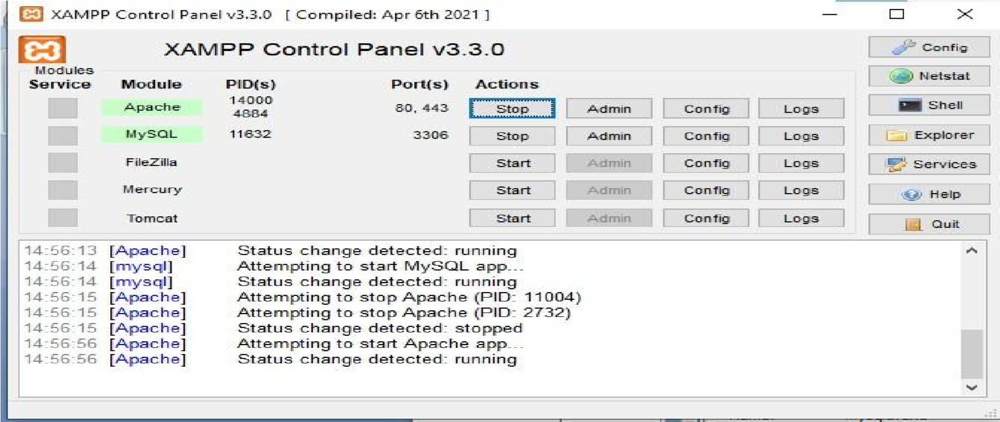 XAMPP Control Panel v3.3.0 [ Compiled: Apr 6th 2021 ]
XAMPP Control Panel v3.3.0
Config
Modules
Service Module PID(s) Port(s) Actions
Netstat
Apache 14000 4884 80, 443 Stop Admin Config Logs
Shell
MySQL 11632 3306 Stop Admin Config Logs
Explorer
FileZilla Start Admin Config Logs
Services
Mercury Start Admin Config Logs
Help
Tomcat Start Admin Config Logs
Quit
14:56:13 [Apache] Status change detected: running
14:56:14 [mysql] Attempting to start MySQL app...
14:56:14 [mysql] Status change detected: running
14:56:15 [Apache] Attempting to stop Apache (PID: 11004)
14:56:15 [Apache] Attempting to stop Apache (PID: 2732)
14:56:15 [Apache] Status change detected: stopped
14:56:56 [Apache] Attempting to start Apache app...
14:56:56 [Apache] Status change detected: running